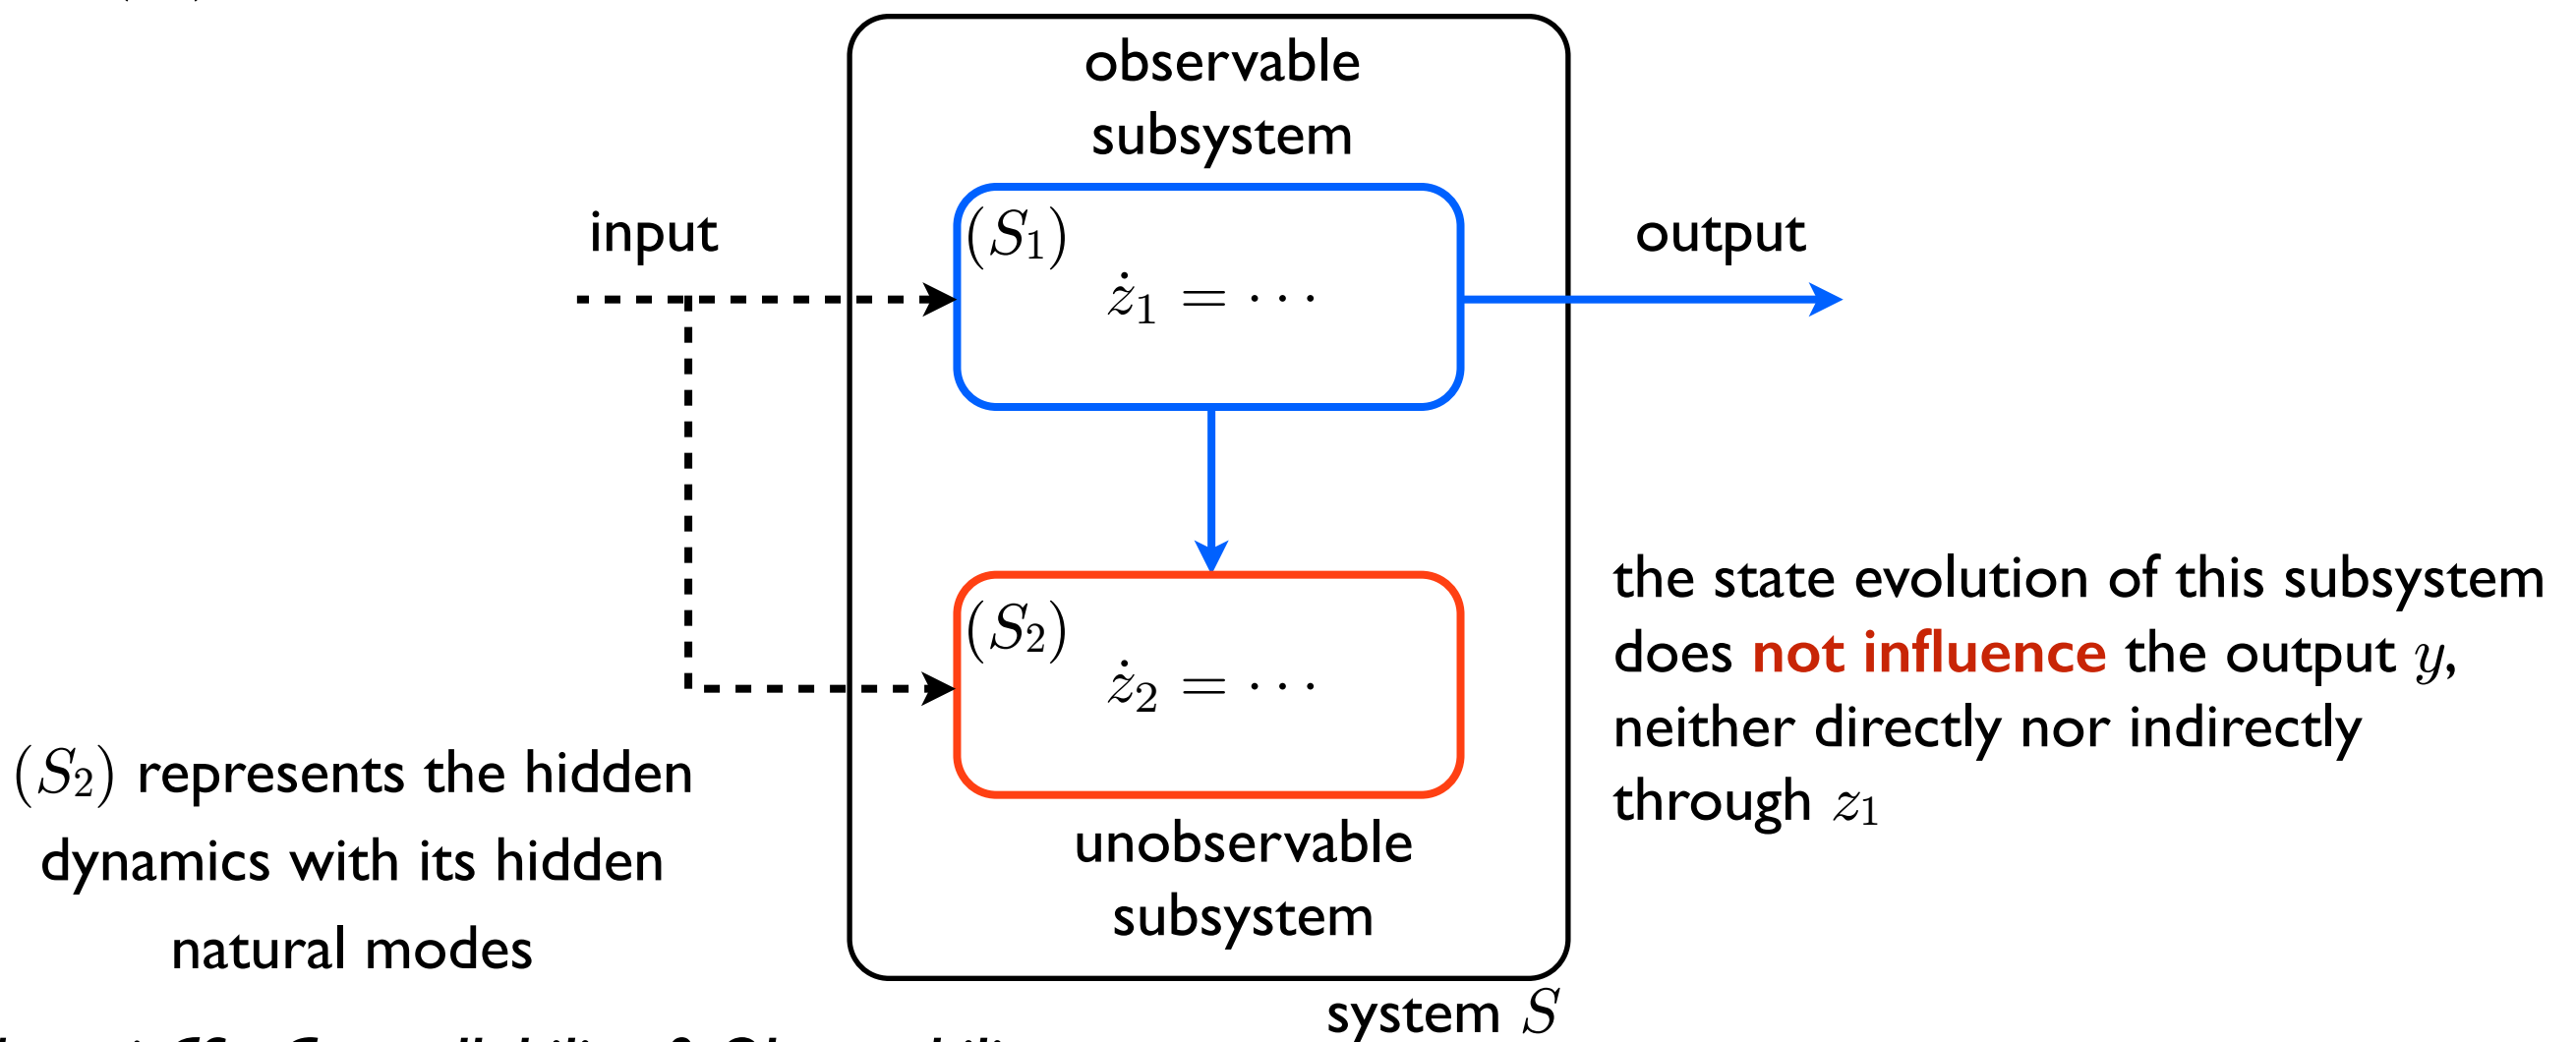 observable
subsystem
input
(S₁)
ż₁ = ⋯
output
(S₂)
ż₂ = ⋯
the state evolution of this subsystem
does not influence the output y,
neither directly nor indirectly
through z₁
(S₂) represents the hidden
dynamics with its hidden
natural modes
unobservable
subsystem
system S